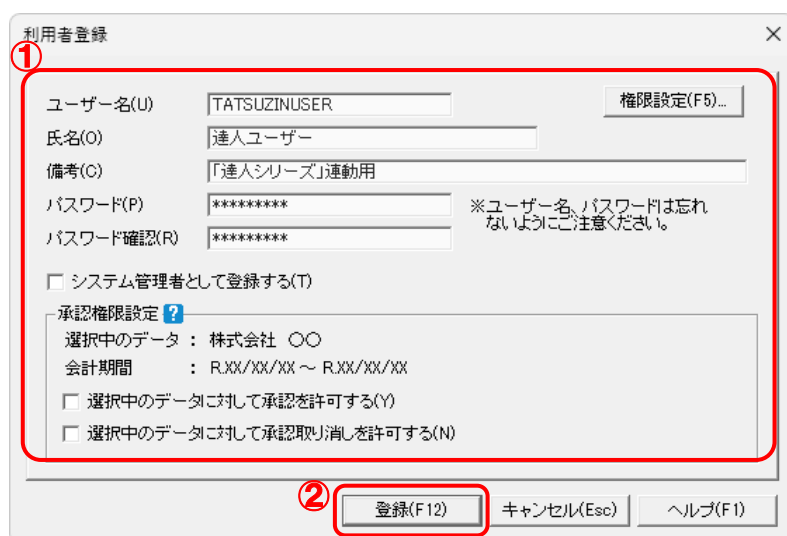 利用者登録
①
ユーザー名(U) TATSUZINUSER 権限設定(F5)...
氏名(O) 達人ユーザー
備考(C) 「達人シリーズ」連動用
パスワード(P) *********
パスワード確認(R) *********
※ユーザー名、パスワードは忘れ
ないようにご注意ください。
システム管理者として登録する(T)
承認権限設定 ?
選択中のデータ : 株式会社 〇〇
会計期間 : R.XX/XX/XX ～ R.XX/XX/XX
選択中のデータに対して承認を許可する(Y)
選択中のデータに対して承認取り消しを許可する(N)
②
登録(F12) キャンセル(Esc) ヘルプ(F1)